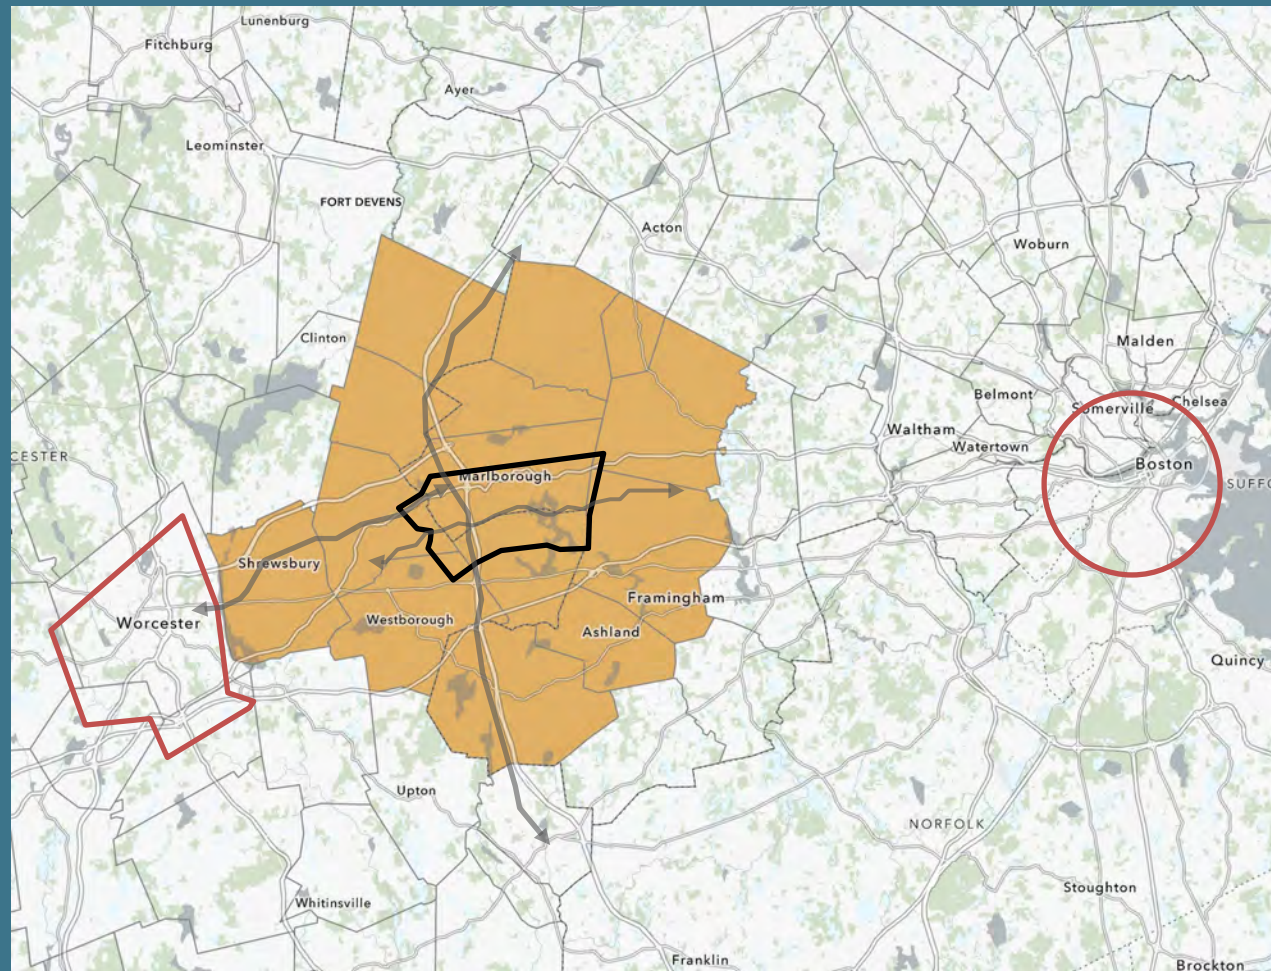 Lunenburg
Fitchburg
Ayer
Leominster
FORT DEVENS
Acton
Woburn
Clinton
Malden
Belmont
Somerville
Chelsea
Waltham
Watertown
CESTER
Boston
Marlborough
SUFFO
Shrewsbury
Framingham
Worcester
Westborough
Ashland
Quincy
Upton
NORFOLK
Stoughton
Whitinsville
Franklin
Brockton